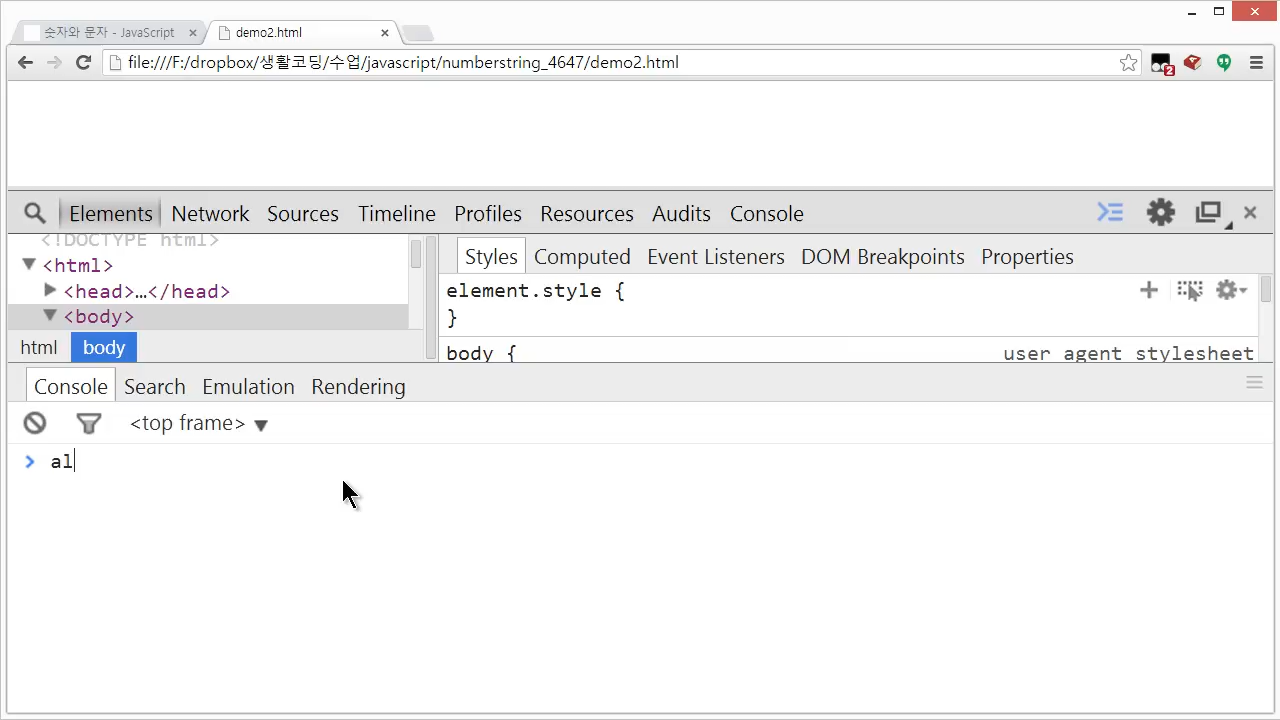 숫자와 문자 - JavaScript
demo2.html
file:///F:/dropbox/생활코딩/수업/javascript/numberstring_4647/demo2.html
2
Elements Network Sources Timeline Profiles Resources Audits Console
<!DOCTYPE html>
<html>
<head>…</head>
<body>
html body
Styles Computed Event Listeners DOM Breakpoints Properties
element.style {
}
body { user agent stylesheet
Console Search Emulation Rendering
<top frame>
> al